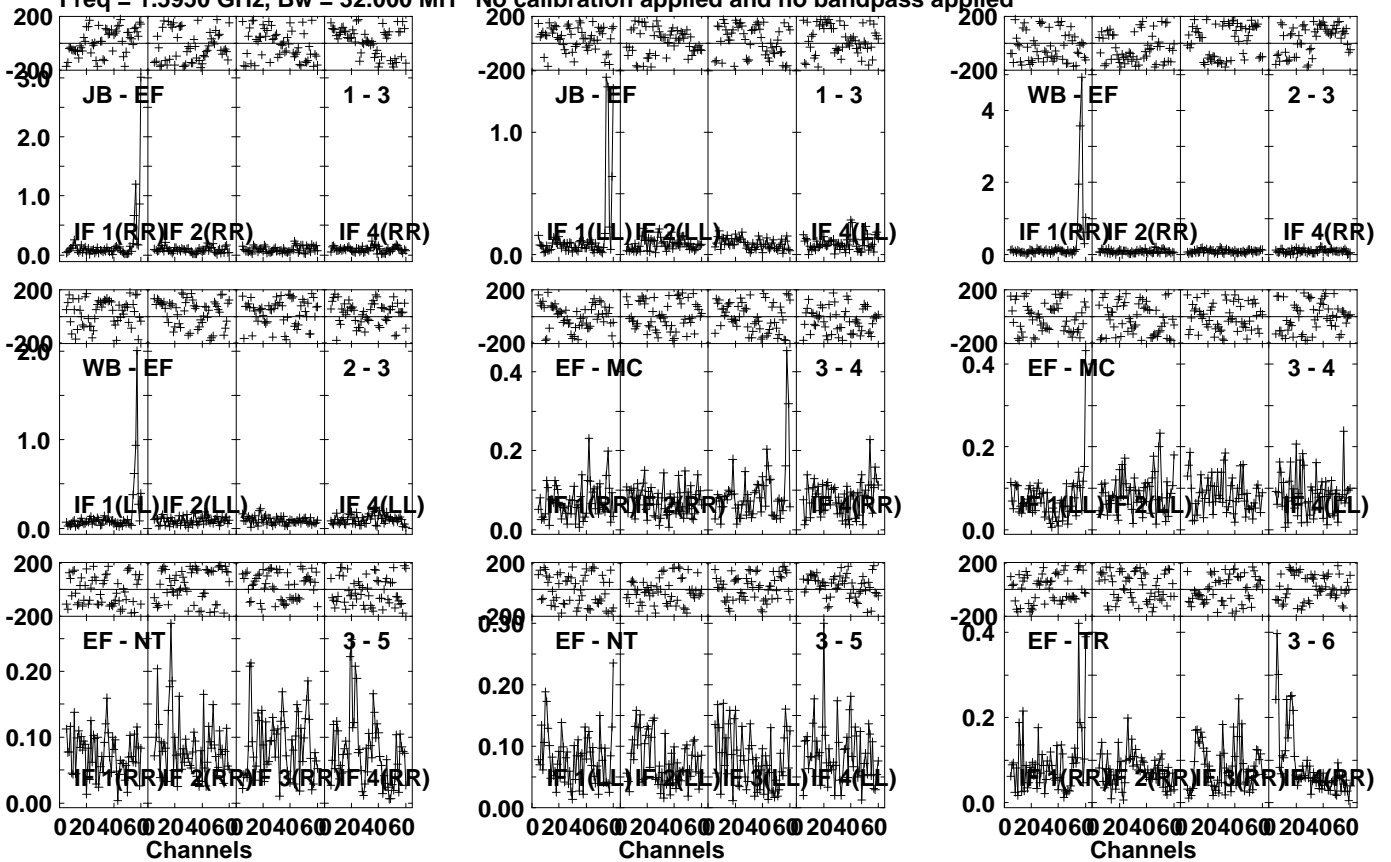 Freq = 1.5950 GHz, Bw = 32.000 MH No calibration applied and no bandpass applied
200
-200
3.0
2.0
1.0
0.0
JB - EF
1 - 3
IF 1(RR)
IF 2(RR)
IF 4(RR)
200
-200
1.0
0.0
JB - EF
1 - 3
IF 1(LL)
IF 2(LL)
IF 4(LL)
200
-200
4
2
0
WB - EF
2 - 3
IF 1(RR)
IF 2(RR)
IF 4(RR)
200
-200
2.0
1.0
0.0
WB - EF
2 - 3
IF 1(LL)
IF 2(LL)
IF 4(LL)
200
-200
0.4
0.2
0.0
EF - MC
3 - 4
IF 1(RR)
IF 2(RR)
IF 4(RR)
200
-200
0.4
0.2
0.0
EF - MC
3 - 4
IF 1(LL)
IF 2(LL)
IF 4(LL)
200
-200
0.20
0.10
0.00
EF - NT
3 - 5
IF 1(RR)
IF 2(RR)
IF 3(RR)
IF 4(RR)
0 20 40 60 0 20 40 60 0 20 40 60 0 20 40 60
Channels
200
-200
0.30
0.20
0.10
0.00
EF - NT
3 - 5
IF 1(LL)
IF 2(LL)
IF 3(LL)
IF 4(LL)
0 20 40 60 0 20 40 60 0 20 40 60 0 20 40 60
Channels
200
-200
0.4
0.2
0.0
EF - TR
3 - 6
IF 1(RR)
IF 2(RR)
IF 3(RR)
IF 4(RR)
0 20 40 60 0 20 40 60 0 20 40 60 0 20 40 60
Channels